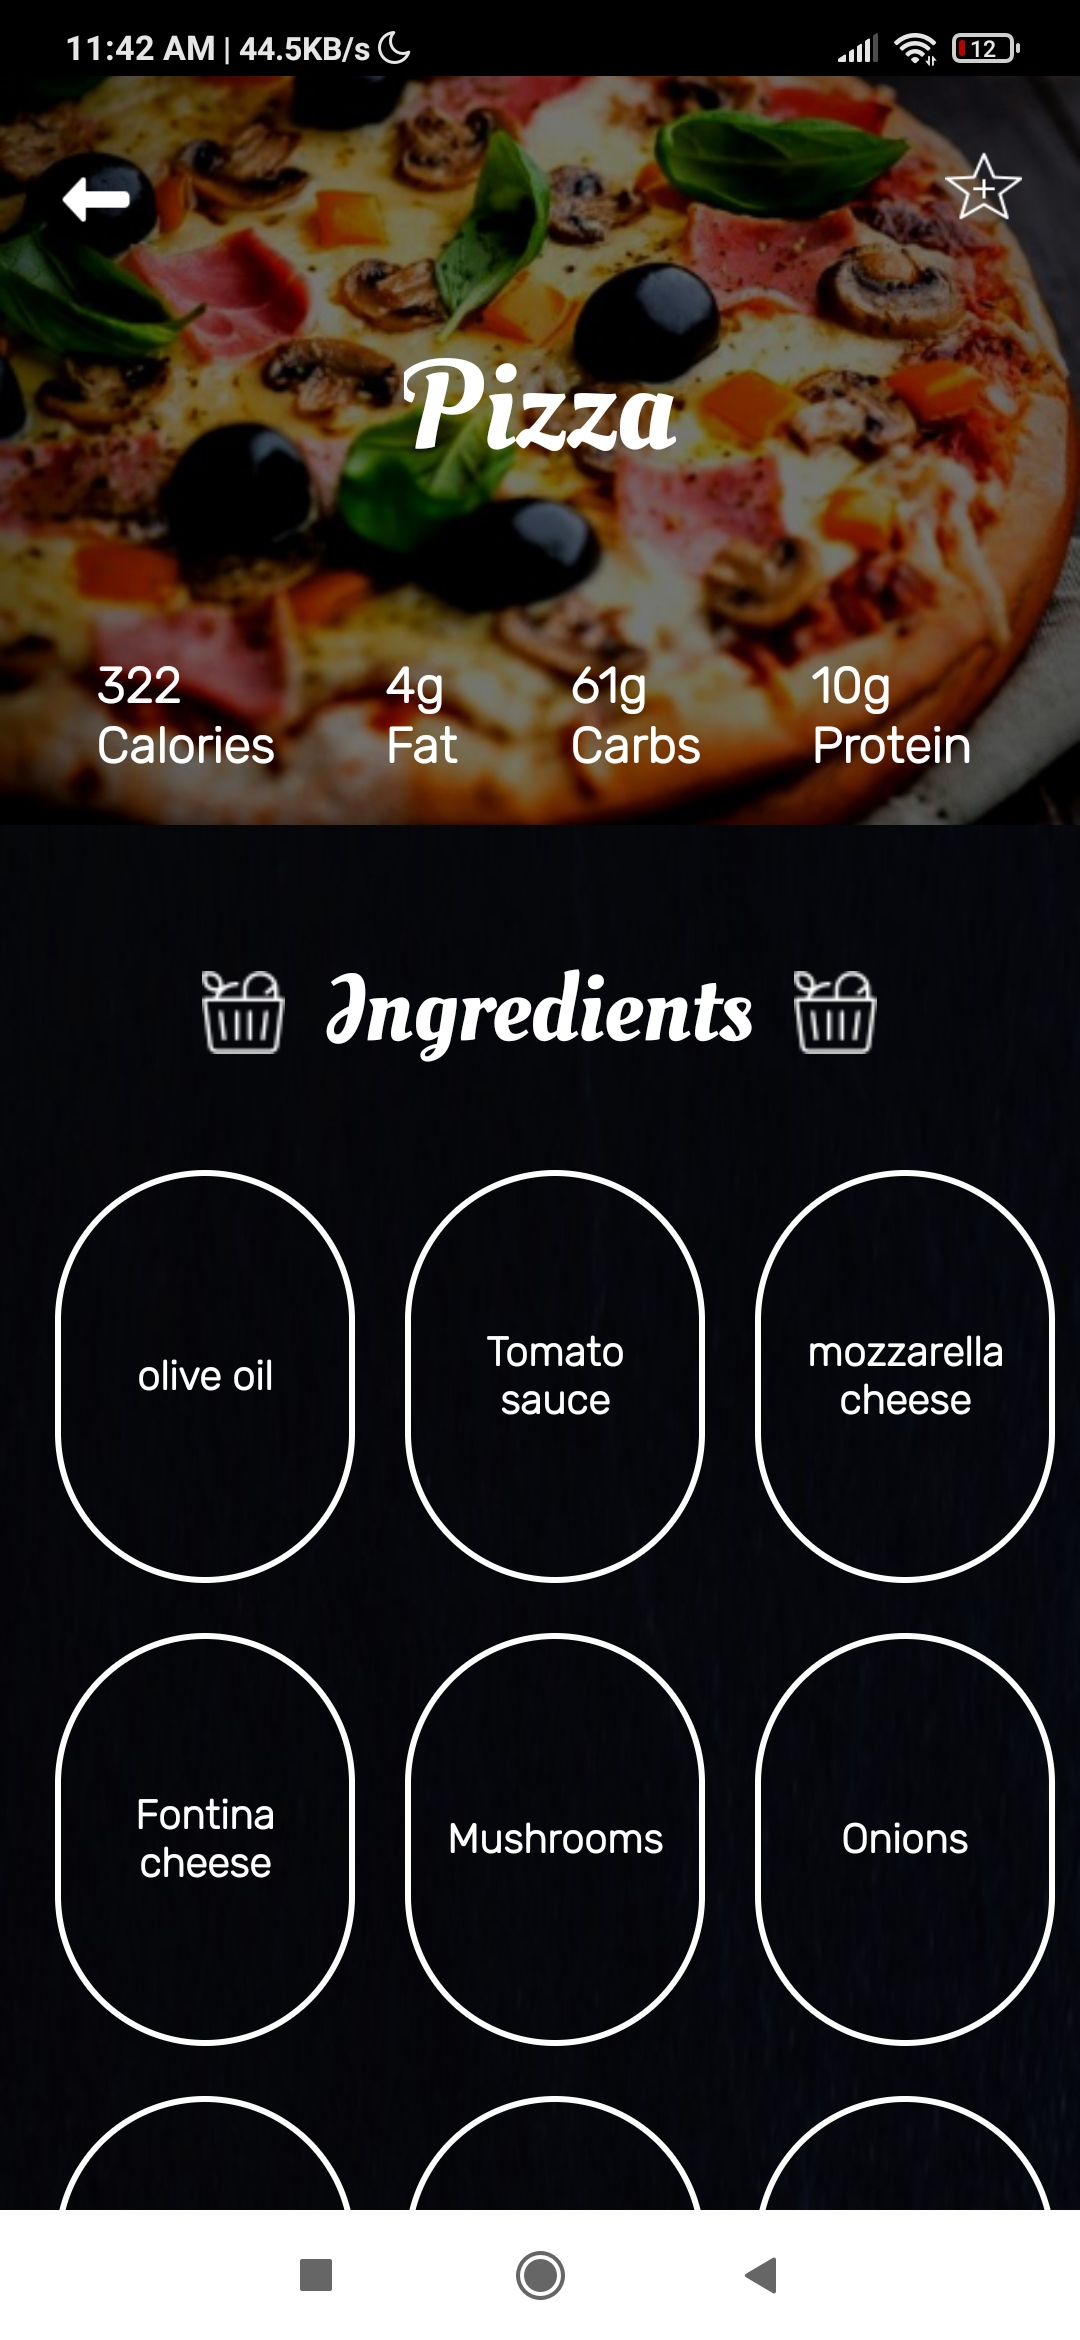 11:42 AM | 44.5KB/s
12
Pizza
322 4g 61g 10g
Calories Fat Carbs Protein
Ingredients
olive oil
Tomato
sauce
mozzarella
cheese
Fontina
cheese
Mushrooms
Onions